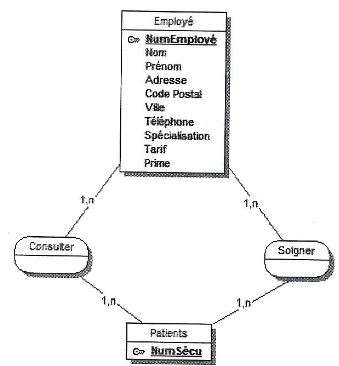 Employé
NumEmployé
Nom
Prénom
Adresse
Code Postal
Ville
Téléphone
Spécialisation
Tarif
Prime
1,n
1,n
Consulter
Soigner
1,n
1,n
Patients
NumSécu